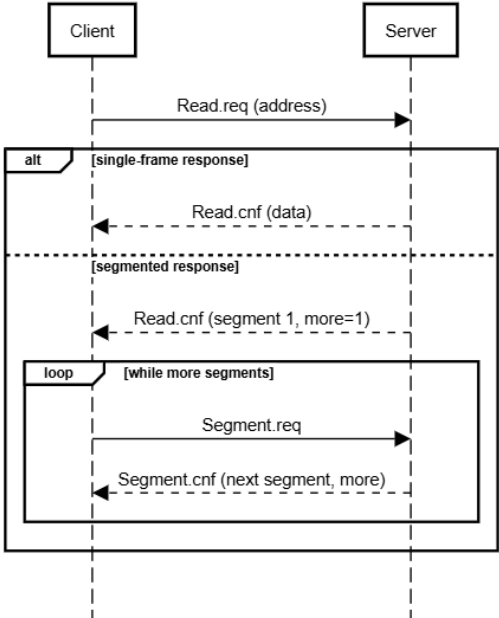 Client
Server
Read.req (address)
alt
[single-frame response]
Read.cnf (data)
[segmented response]
Read.cnf (segment 1, more=1)
loop
[while more segments]
Segment.req
Segment.cnf (next segment, more)